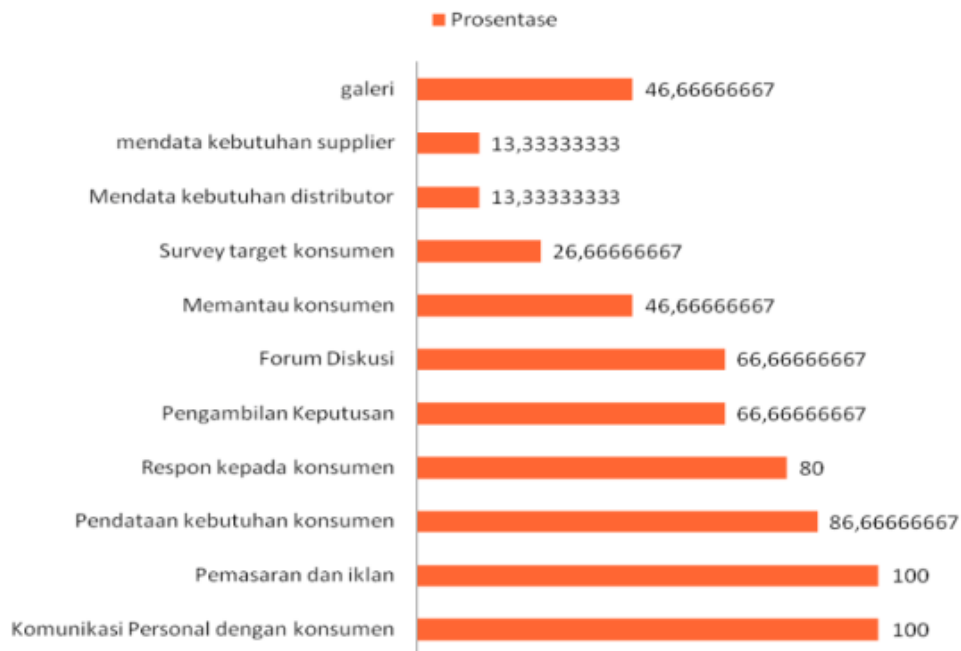 Prosentase
galeri 46,66666667
mendata kebutuhan supplier 13,33333333
Mendata kebutuhan distributor 13,33333333
Survey target konsumen 26,66666667
Memantau konsumen 46,66666667
Forum Diskusi 66,66666667
Pengambilan Keputusan 66,66666667
Respon kepada konsumen 80
Pendataan kebutuhan konsumen 86,66666667
Pemasaran dan iklan 100
Komunikasi Personal dengan konsumen 100